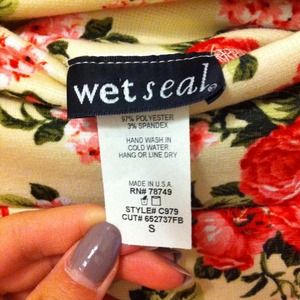 wet seal
97% POLYESTER
3% SPANDEX
HAND WASH IN
COLD WATER
HANG OR LINE DRY
MADE IN U.S.A.
RN# 78749
STYLE# C979
CUT# 652737FB
S